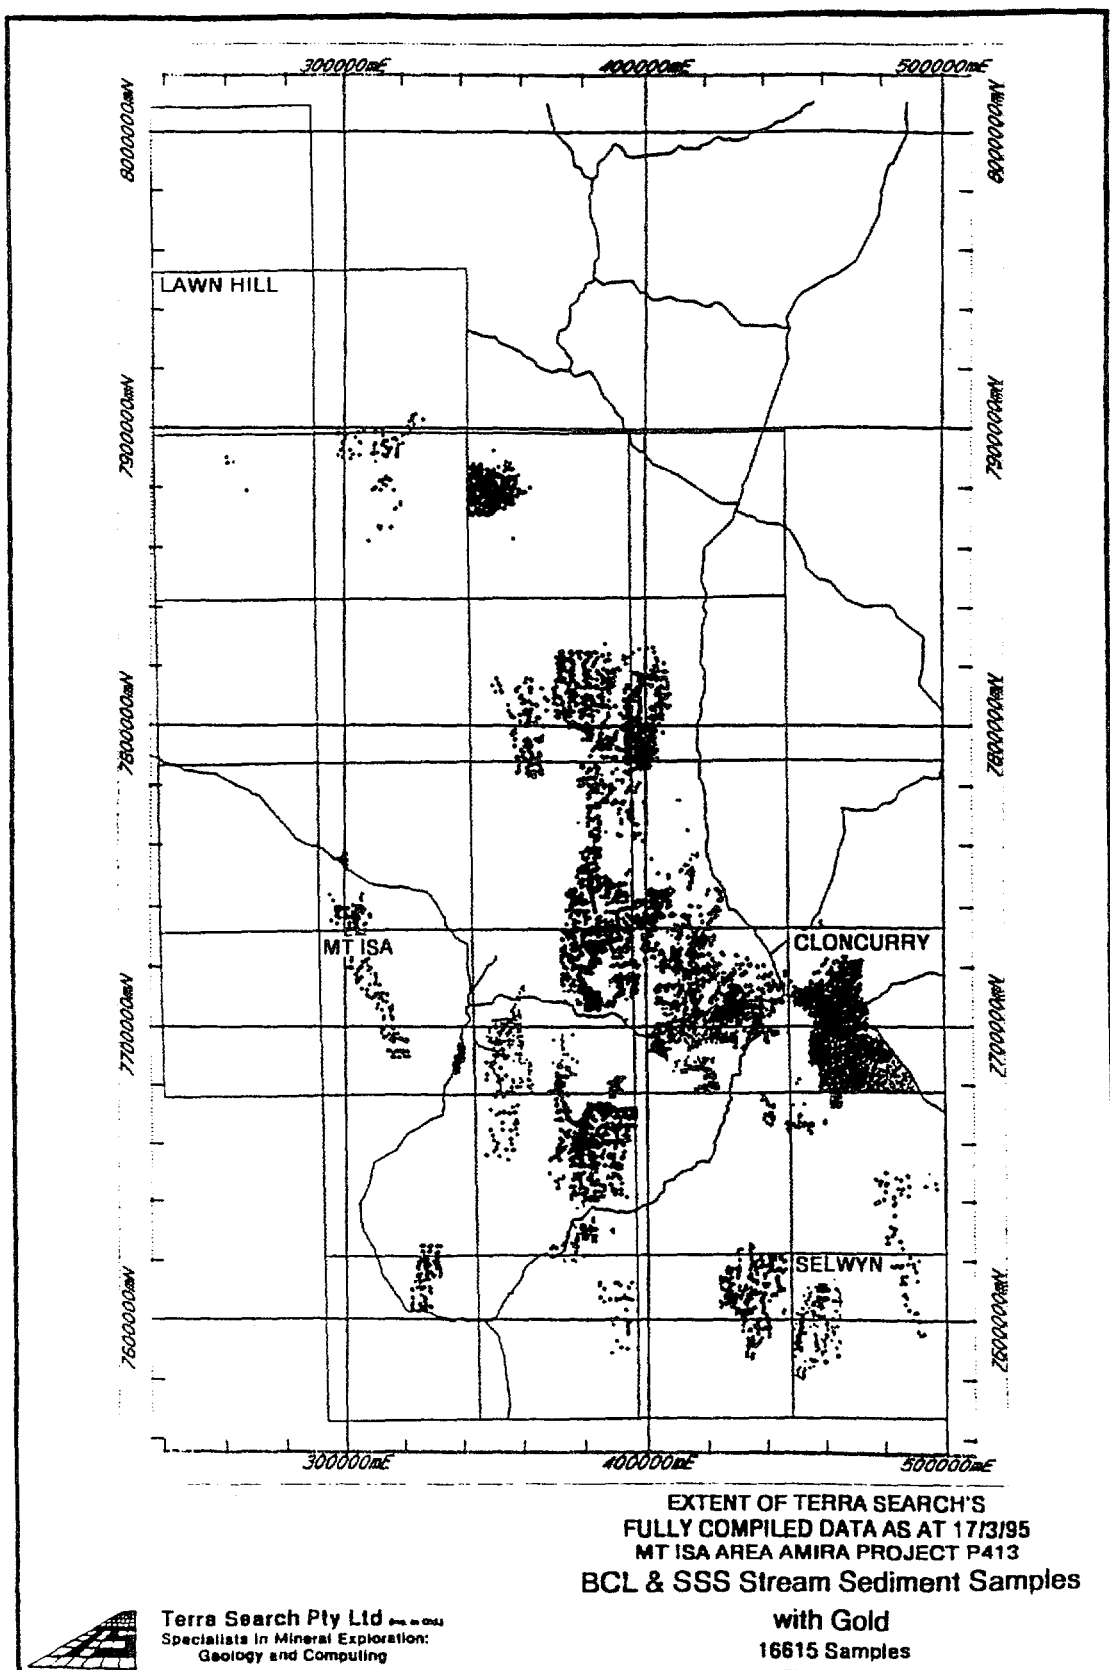 300000mE 400000mE 500000mE
8000000mN 8000000mN
LAWN HILL
7900000mN 7900000mN
7800000mN 7800000mN
MT ISA CLONCURRY
7700000mN 7700000mN
SELWYN
7600000mN 7600000mN
300000mE 400000mE 500000mE
EXTENT OF TERRA SEARCH'S
FULLY COMPILED DATA AS AT 17/3/95
MT ISA AREA AMIRA PROJECT P413
BCL & SSS Stream Sediment Samples
with Gold
16615 Samples
Terra Search Pty Ltd
Specialists in Mineral Exploration:
Geology and Computing